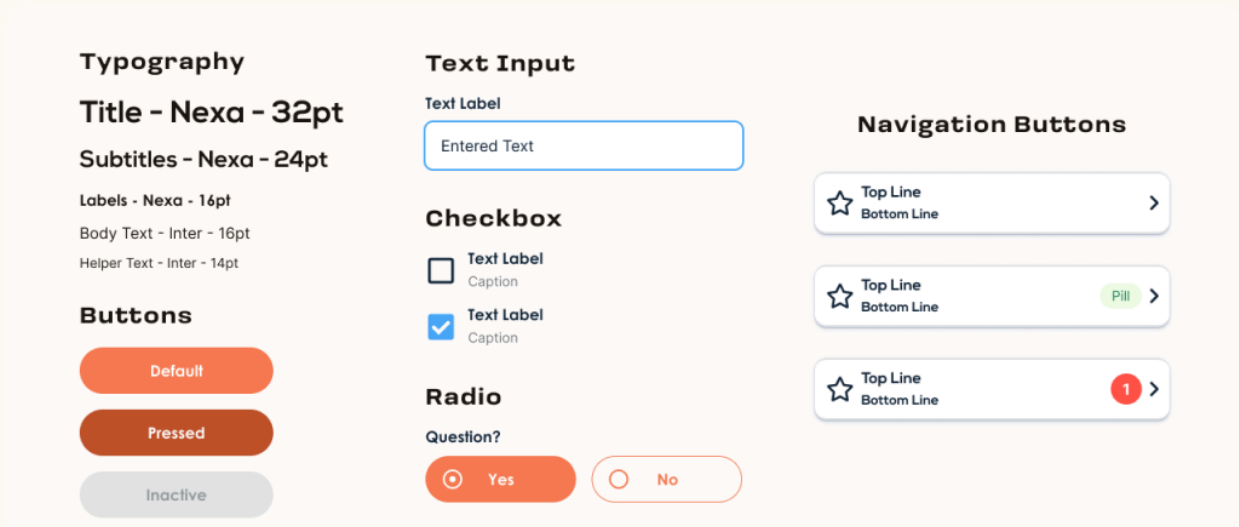 Typography
Title - Nexa - 32pt
Subtitles - Nexa - 24pt
Labels - Nexa - 16pt
Body Text - Inter - 16pt
Helper Text - Inter - 14pt
Buttons
Default
Pressed
Inactive
Text Input
Text Label
Entered Text
Checkbox
Text Label
Caption
Text Label
Caption
Radio
Question?
Yes
No
Navigation Buttons
Top Line
Bottom Line
Top Line
Bottom Line
Pill
Top Line
Bottom Line
1